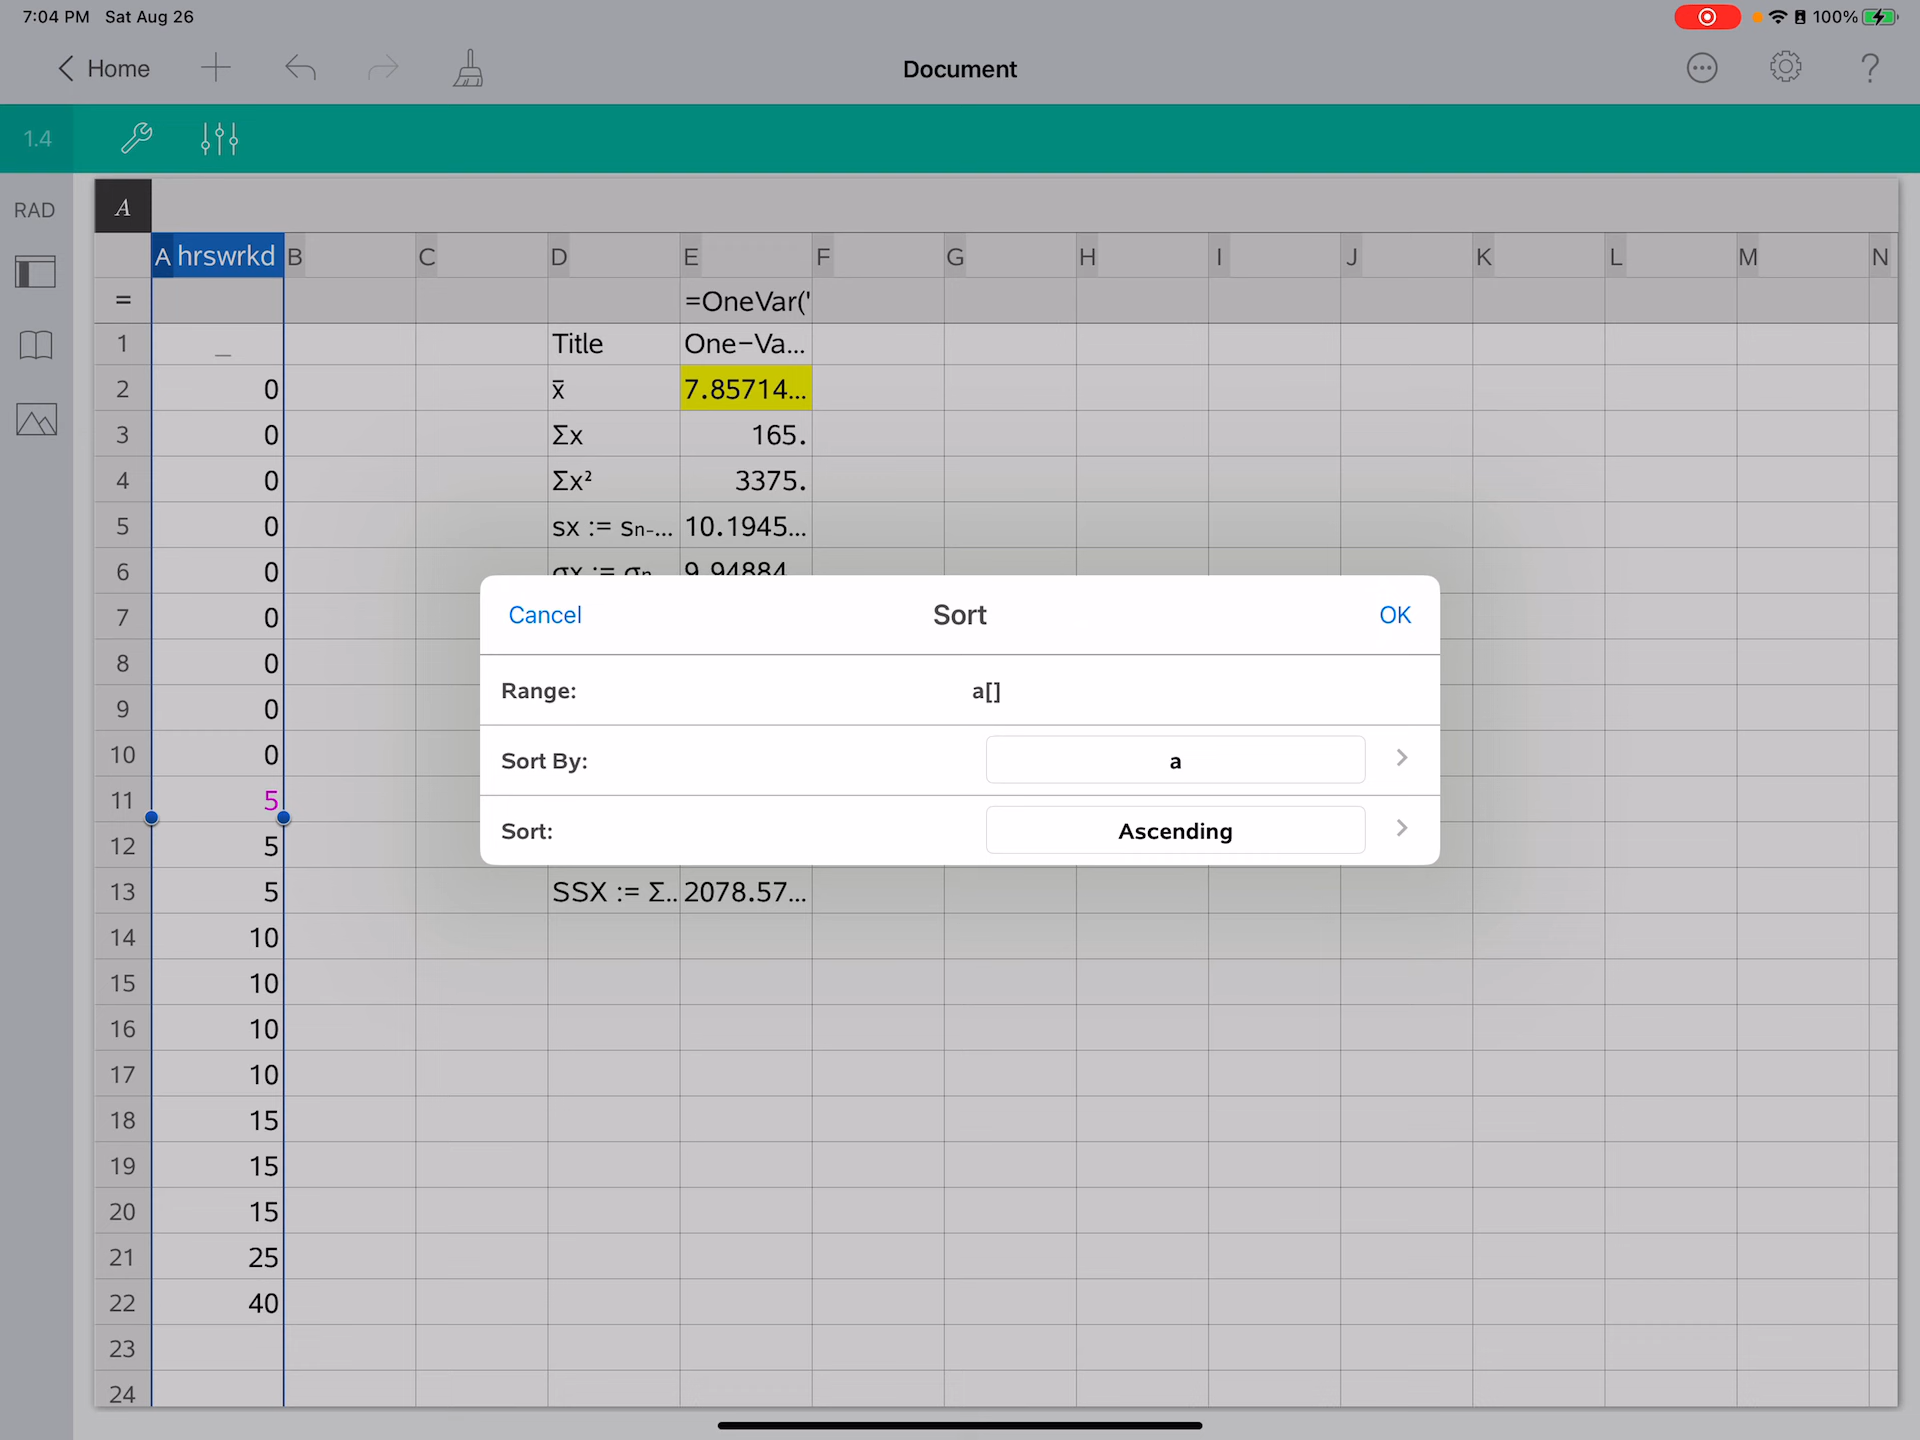 7:04 PM Sat Aug 26
100%
Home
Document
?
1.4
RAD
A
A hrswrkd B C D E F G H I J K L M N
= =OneVar('
1 _ Title One-Va...
2 0 x̄ 7.85714...
3 0 Σx 165.
4 0 Σx² 3375.
5 0 sx := sn-... 10.1945...
6 0 σx := σn 9.94884
7 0
8 0
9 0
10 0
11 5
12 5
13 5 SSX := Σ... 2078.57...
14 10
15 10
16 10
17 10
18 15
19 15
20 15
21 25
22 40
23
24
Cancel Sort OK
Range: a[]
Sort By: a
Sort: Ascending